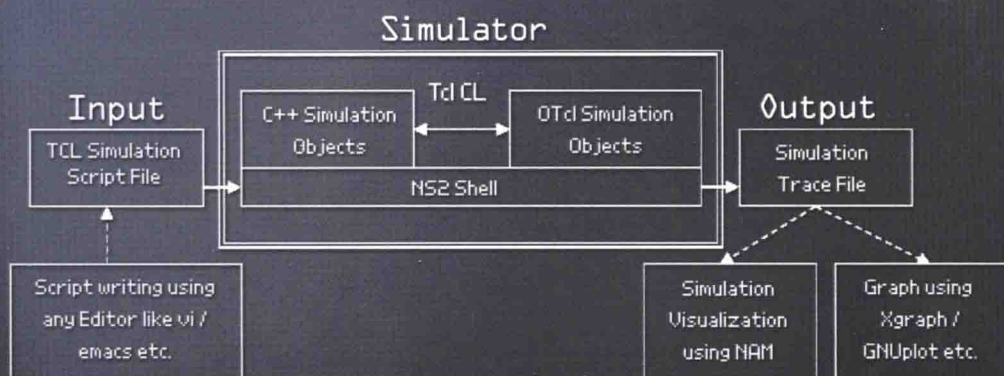 Simulator
Input
TCL Simulation
Script File
C++ Simulation
Objects
Tcl CL
OTcl Simulation
Objects
NS2 Shell
Output
Simulation
Trace File
Script writing using
any Editor like vi /
emacs etc.
Simulation
Visualization
using NAM
Graph using
Xgraph /
GNUplot etc.